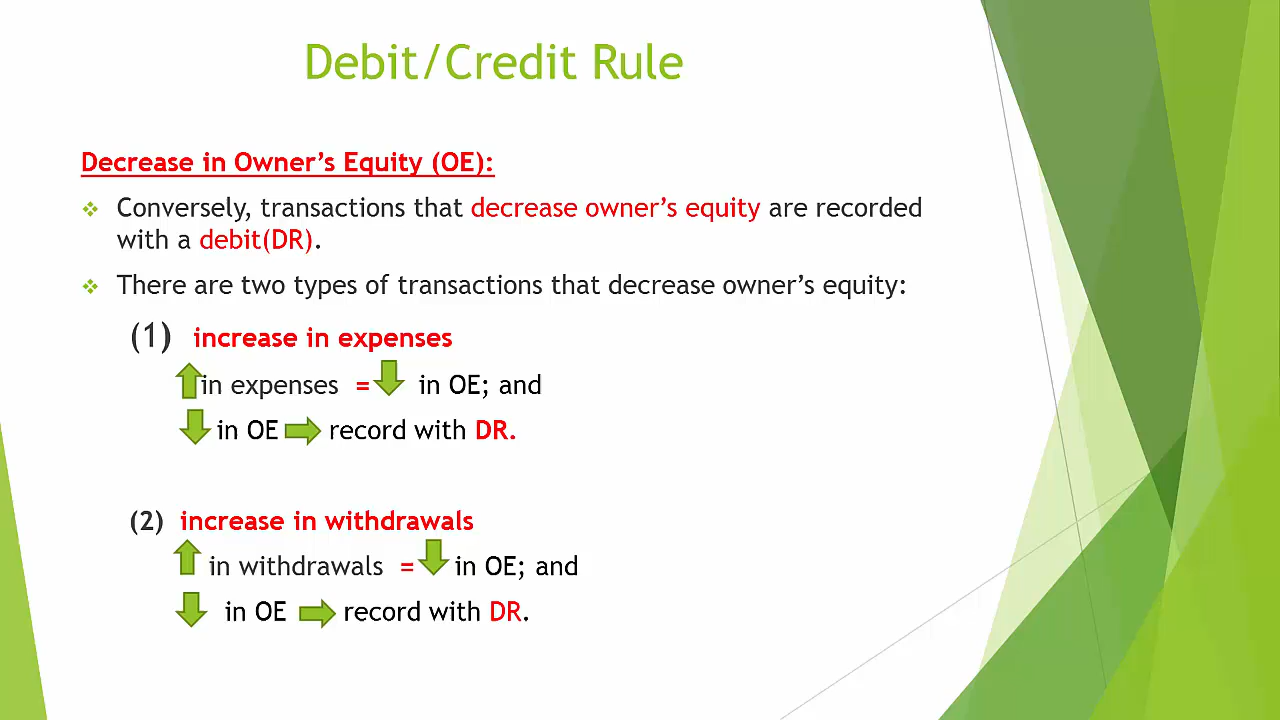 Debit/Credit Rule
Decrease in Owner’s Equity (OE):
Conversely, transactions that decrease owner’s equity are recorded
with a debit(DR).
There are two types of transactions that decrease owner’s equity:
(1) increase in expenses
in expenses = in OE; and
in OE record with DR.
(2) increase in withdrawals
in withdrawals = in OE; and
in OE record with DR.